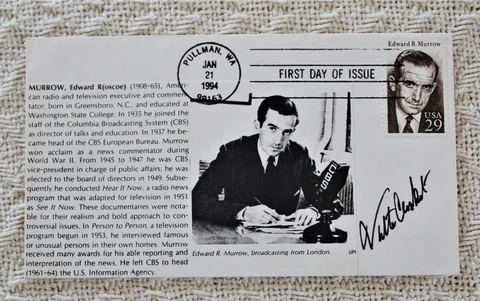 MURROW, Edward R(oscoe) (1908-65), Ameri-
can radio and television executive and commen-
tator, born in Greensboro, N.C., and educated at
Washington State College. In 1935 he joined the
staff of the Columbia Broadcasting System (CBS)
as director of talks and education. In 1937 he be-
came head of the CBS European Bureau. Murrow
won acclaim as a news commentator during
World War II. From 1945 to 1947 he was CBS
vice-president in charge of public affairs; he was
elected to the board of directors in 1949. Subse-
quently he conducted Hear It Now, a radio news
program that was adapted for television in 1951
as See It Now. These documentaries were nota-
ble for their realism and bold approach to con-
troversial issues. In Person to Person, a television
program begun in 1953, he interviewed famous
or unusual persons in their own homes. Murrow
received many awards for his able reporting and
interpretation of the news. He left CBS to head
(1961-64) the U.S. Information Agency.
PULLMAN, WA
JAN
21
1994
99163
FIRST DAY OF ISSUE
Edward R. Murrow
USA
29
CBS
Edward R. Murrow, broadcasting from London.
UPI
Walter Cronkite